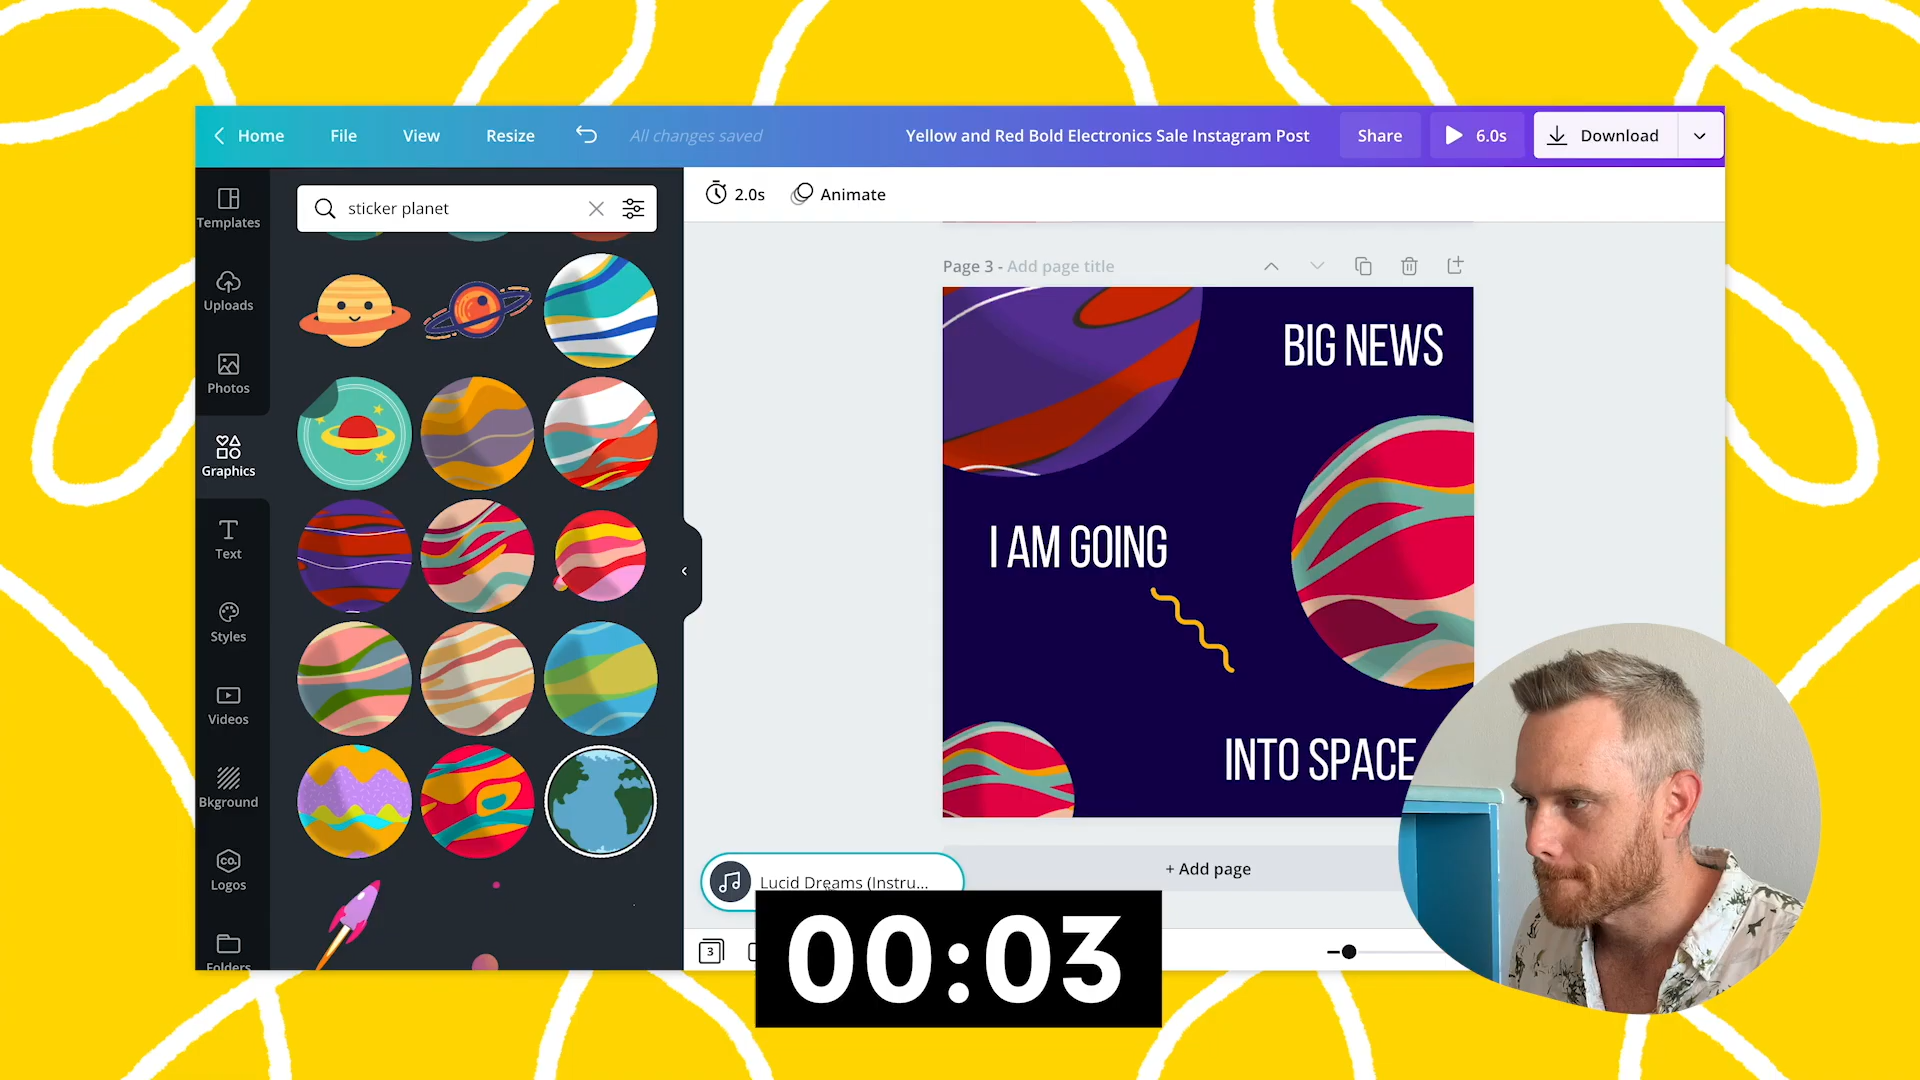 Home
File
View
Resize
All changes saved
Yellow and Red Bold Electronics Sale Instagram Post
Share
6.0s
Download
Templates
Uploads
Photos
Graphics
Text
Styles
Videos
Bkground
CO.
Logos
Folders
sticker planet
2.0s
Animate
Page 3 - Add page title
BIG NEWS
I AM GOING
INTO SPACE
+ Add page
Lucid Dreams (Instru...
3
00:03